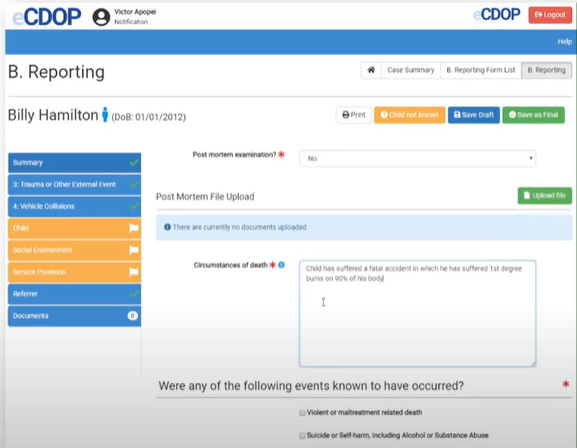 eCDOP
Victor Apopei
Notification
eCDOP
Logout
Help
B. Reporting
Case Summary
B. Reporting Form List
B. Reporting
Billy Hamilton (DoB: 01/01/2012)
Print
Child not known
Save Draft
Save as Final
Summary
3: Trauma or Other External Event
4: Vehicle Collisions
Child
Social Environment
Service Provision
Referrer
Documents 0
Post mortem examination? *
No
Post Mortem File Upload
Upload file
There are currently no documents uploaded
Circumstances of death *
Child has suffered a fatal accident in which he has suffered 1st degree
burns on 90% of his body
Were any of the following events known to have occurred? *
Violent or maltreatment related death
Suicide or Self-harm, including Alcohol or Substance Abuse